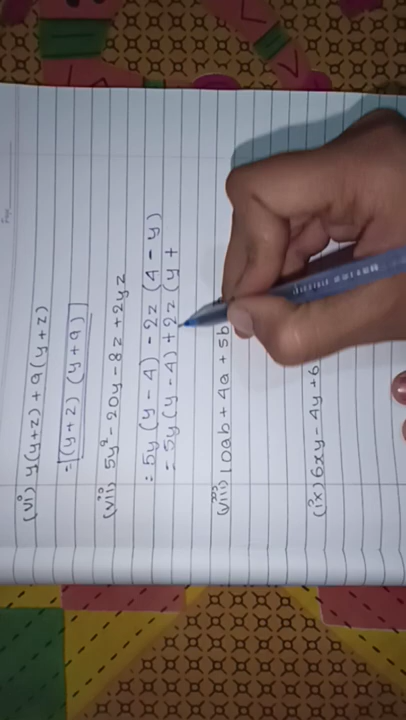 (vi) y(y+z) + 9(y+z)
= (y+z) (y+9)
(vii) 5y² - 20y - 8z + 2yz
: 5y (y - 4) - 2z (4 - y)
= 5y (y - 4) + 2z (y +
(viii) 10ab + 4a + 5b
(ix) 6xy - 4y + 6